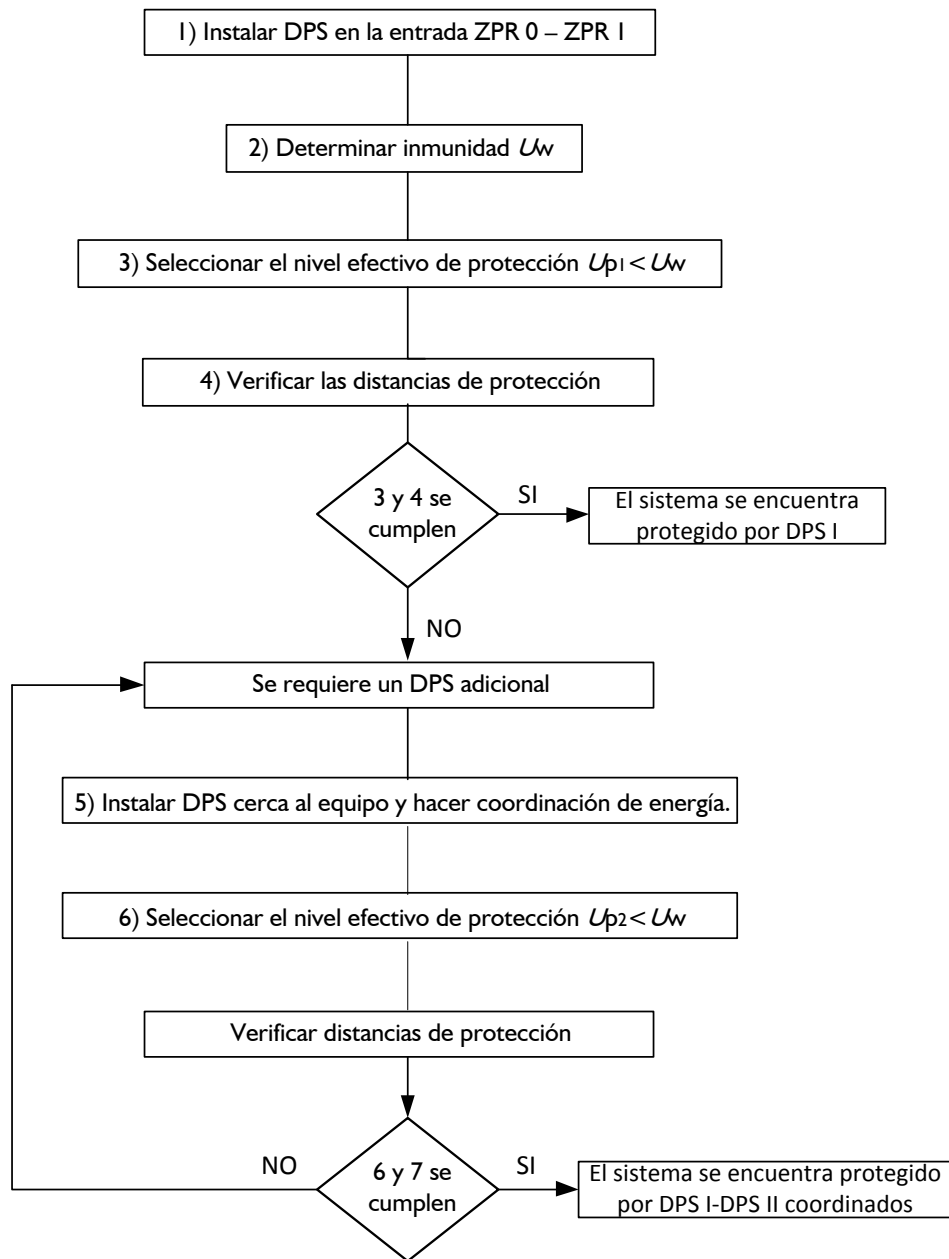 1) Instalar DPS en la entrada ZPR 0 – ZPR 1
2) Determinar inmunidad Uw
3) Seleccionar el nivel efectivo de protección Up1< Uw
4) Verificar las distancias de protección
3 y 4 se
cumplen
SI
El sistema se encuentra
protegido por DPS I
NO
Se requiere un DPS adicional
5) Instalar DPS cerca al equipo y hacer coordinación de energía.
6) Seleccionar el nivel efectivo de protección Up2< Uw
Verificar distancias de protección
NO
6 y 7 se
cumplen
SI
El sistema se encuentra protegido
por DPS I-DPS II coordinados